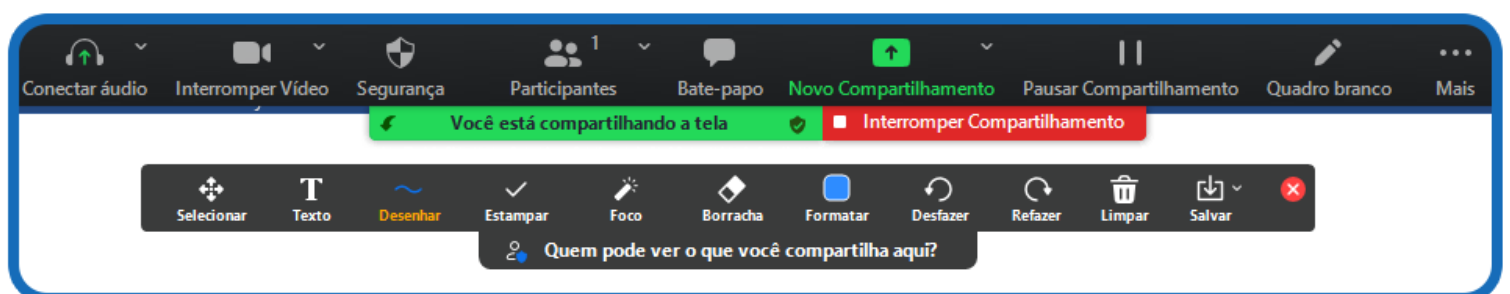 1
Conectar áudio Interromper Vídeo Segurança Participantes Bate-papo Novo Compartilhamento Pausar Compartilhamento Quadro branco Mais
Você está compartilhando a tela Interromper Compartilhamento
T
Selecionar Texto Desenhar Estampar Foco Borracha Formatar Desfazer Refazer Limpar Salvar
Quem pode ver o que você compartilha aqui?